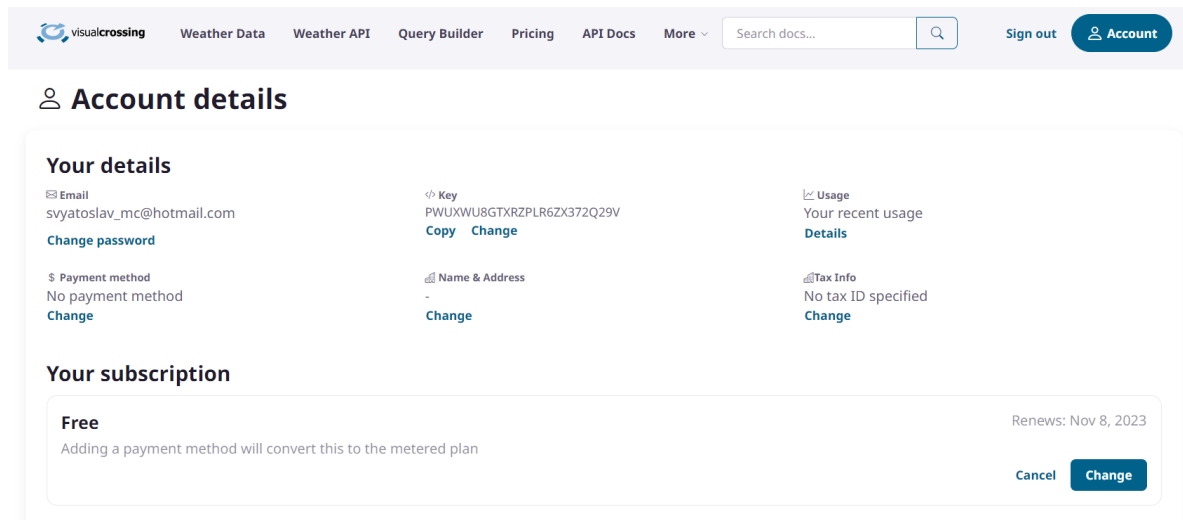 visualcrossing Weather Data Weather API Query Builder Pricing API Docs More Search docs... Sign out Account
Account details
Your details
Email
svyatoslav_mc@hotmail.com
Change password
Key
PWUXWU8GTXRZPLR6ZX372Q29V
Copy Change
Usage
Your recent usage
Details
$ Payment method
No payment method
Change
Name & Address
-
Change
Tax Info
No tax ID specified
Change
Your subscription
Free Renews: Nov 8, 2023
Adding a payment method will convert this to the metered plan
Cancel Change